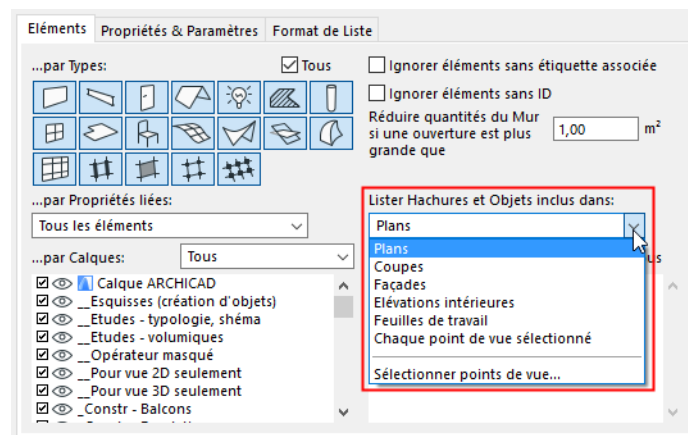 Eléments Propriétés & Paramètres Format de Liste
...par Types:
Tous
Ignorer éléments sans étiquette associée
Ignorer éléments sans ID
Réduire quantités du Mur
si une ouverture est plus
grande que
1,00 m²
...par Propriétés liées:
Tous les éléments
...par Calques:
Tous
Calque ARCHICAD
__Esquisses (création d'objets)
__Etudes - typologie, shéma
__Etudes - volumiques
__Opérateur masqué
__Pour vue 2D seulement
__Pour vue 3D seulement
_Constr - Balcons
Lister Hachures et Objets inclus dans:
Plans
Plans
Coupes
Façades
Elévations intérieures
Feuilles de travail
Chaque point de vue sélectionné
Sélectionner points de vue...